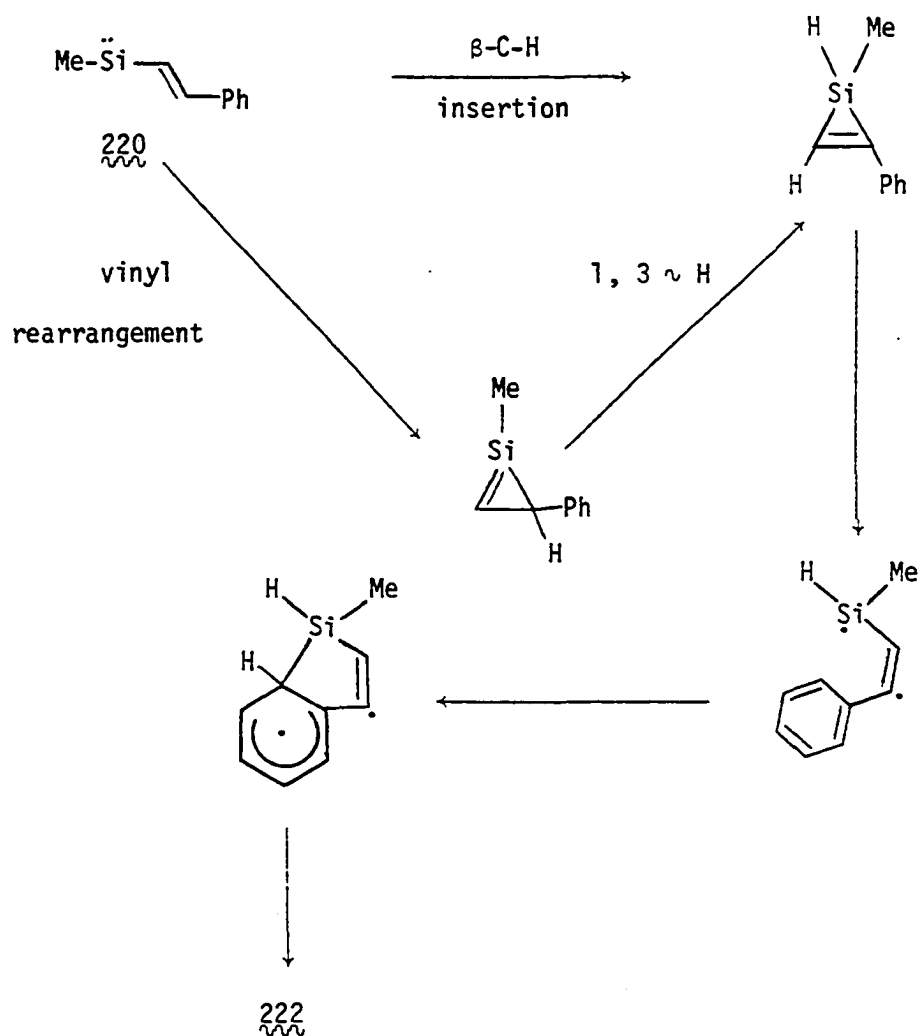 H
Me
Me-S̈i
β-C-H
Si
Ph
insertion
220
H
Ph
vinyl
1, 3 ~ H
rearrangement
Me
Si
Ph
H
H
Me
H
Me
Si
Si
H
222